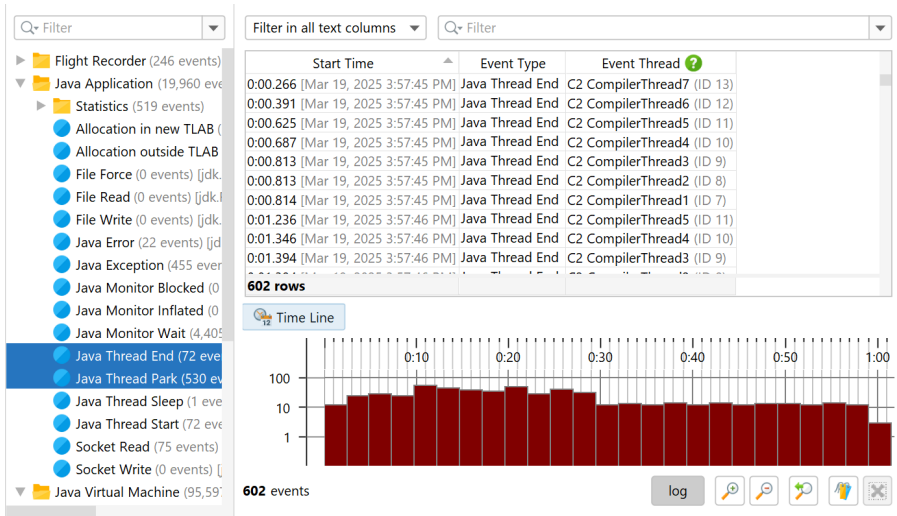 Filter
Flight Recorder (246 events)
Java Application (19,960 eve
Statistics (519 events)
Allocation in new TLAB (
Allocation outside TLAB
File Force (0 events) [jdk.
File Read (0 events) [jdk.
File Write (0 events) [jdk.
Java Error (22 events) [jd
Java Exception (455 ever
Java Monitor Blocked (0
Java Monitor Inflated (0
Java Monitor Wait (4,405
Java Thread End (72 eve
Java Thread Park (530 ev
Java Thread Sleep (1 eve
Java Thread Start (72 eve
Socket Read (75 events)
Socket Write (0 events) [
Java Virtual Machine (95,597
Filter in all text columns Filter
Start Time Event Type Event Thread ?
0:00.266 [Mar 19, 2025 3:57:45 PM] Java Thread End C2 CompilerThread7 (ID 13)
0:00.391 [Mar 19, 2025 3:57:45 PM] Java Thread End C2 CompilerThread6 (ID 12)
0:00.625 [Mar 19, 2025 3:57:45 PM] Java Thread End C2 CompilerThread5 (ID 11)
0:00.687 [Mar 19, 2025 3:57:45 PM] Java Thread End C2 CompilerThread4 (ID 10)
0:00.813 [Mar 19, 2025 3:57:45 PM] Java Thread End C2 CompilerThread3 (ID 9)
0:00.813 [Mar 19, 2025 3:57:45 PM] Java Thread End C2 CompilerThread2 (ID 8)
0:00.814 [Mar 19, 2025 3:57:45 PM] Java Thread End C2 CompilerThread1 (ID 7)
0:01.236 [Mar 19, 2025 3:57:46 PM] Java Thread End C2 CompilerThread5 (ID 11)
0:01.346 [Mar 19, 2025 3:57:46 PM] Java Thread End C2 CompilerThread4 (ID 10)
0:01.394 [Mar 19, 2025 3:57:46 PM] Java Thread End C2 CompilerThread3 (ID 9)
602 rows
12 Time Line
0:10 0:20 0:30 0:40 0:50 1:00
100
10
1
602 events log